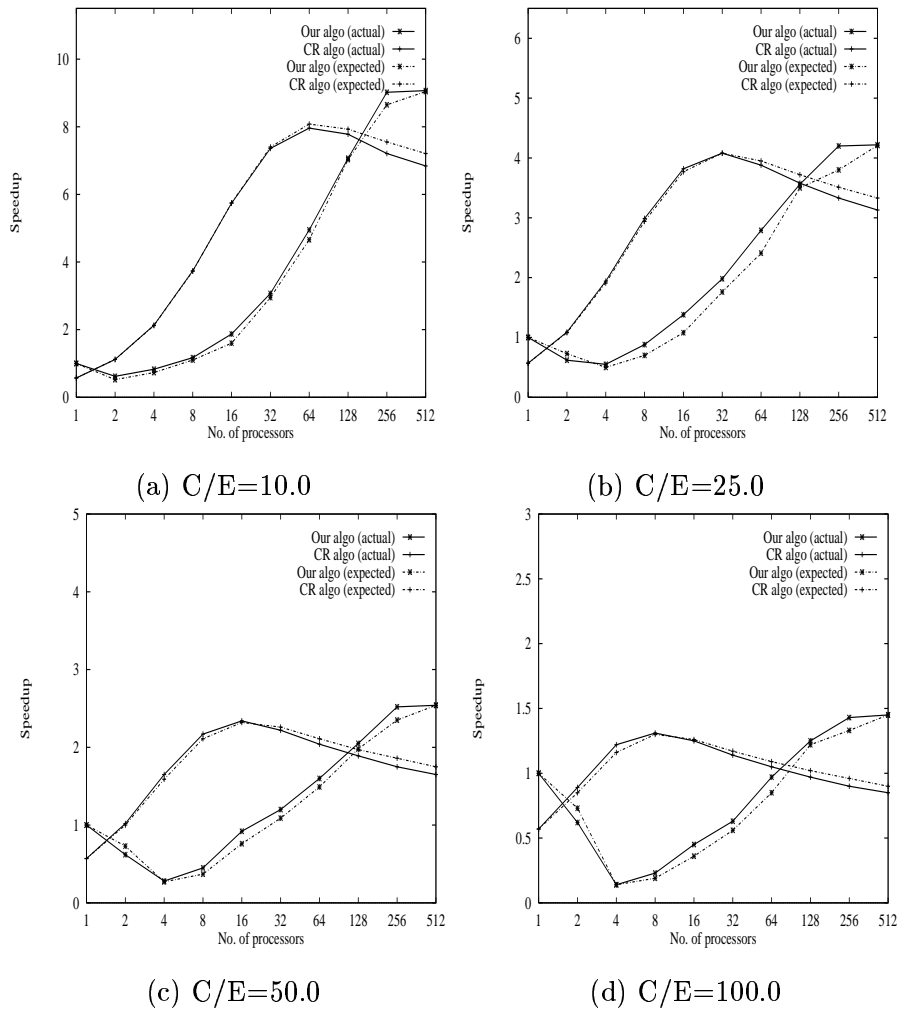 Our algo (actual)
CR algo (actual)
Our algo (expected)
CR algo (expected)
10
8
6
4
2
0
Speedup
1 2 4 8 16 32 64 128 256 512
No. of processors
(a) C/E=10.0
Our algo (actual)
CR algo (actual)
Our algo (expected)
CR algo (expected)
6
5
4
3
2
1
0
Speedup
1 2 4 8 16 32 64 128 256 512
No. of processors
(b) C/E=25.0
Our algo (actual)
CR algo (actual)
Our algo (expected)
CR algo (expected)
5
4
3
2
1
0
Speedup
1 2 4 8 16 32 64 128 256 512
No. of processors
(c) C/E=50.0
Our algo (actual)
CR algo (actual)
Our algo (expected)
CR algo (expected)
3
2.5
2
1.5
1
0.5
0
Speedup
1 2 4 8 16 32 64 128 256 512
No. of processors
(d) C/E=100.0